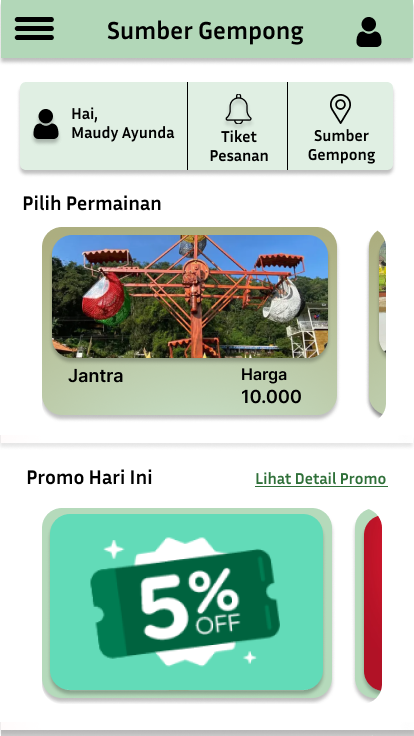 Sumber Gempong
Hai,
Maudy Ayunda
Tiket
Pesanan
Sumber
Gempong
Pilih Permainan
Jantra
Harga
10.000
Promo Hari Ini
Lihat Detail Promo
5%
OFF